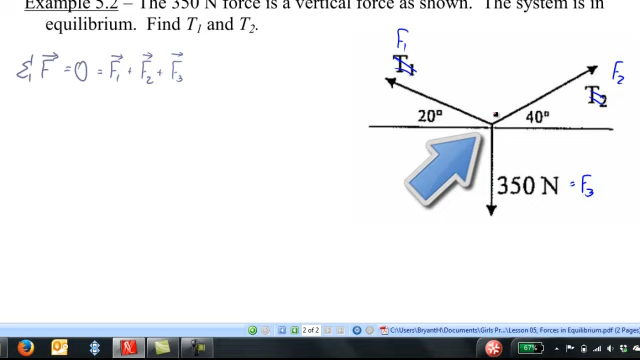 Example 5.2 – The 350 N force is a vertical force as shown. The system is in
equilibrium. Find T1 and T2.
Σ F = 0 = F1 + F2 + F3
F1
T1
F2
T2
20° 40°
350 N = F3
2 of 2
C:\Users\BryantH\Documents\Girls Pr... Lesson 05, Forces in Equilibrium.pdf (2 Pages)
67%